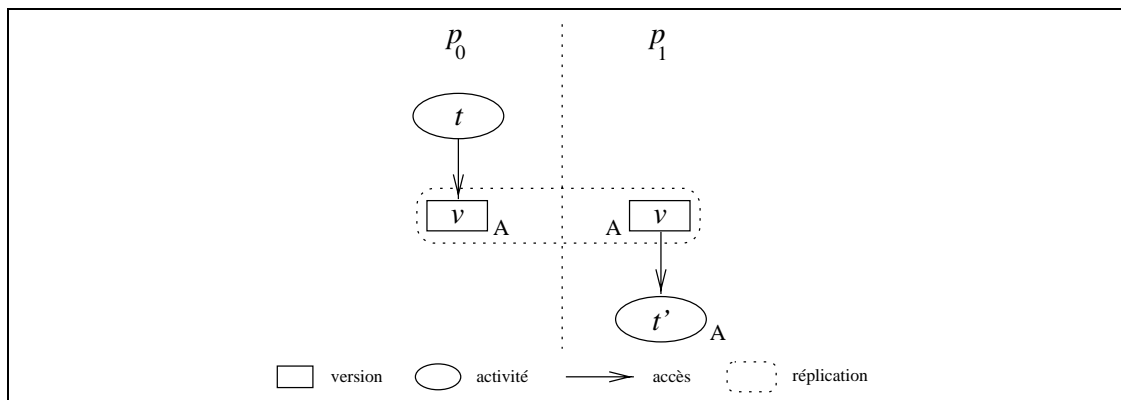 p0 p1
t
v A A v
t’ A
version activité accès réplication